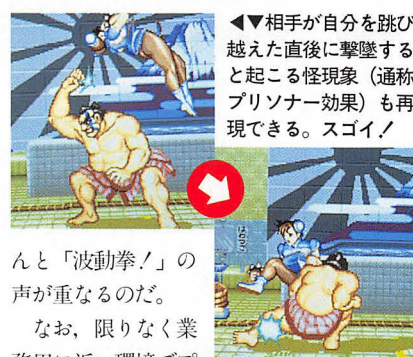 ◀▼相手が自分を跳び
越えた直後に撃墜する
と起こる怪現象（通称
プリソナー効果）も再
現できる。スゴイ！
んと「波動拳！」の
声が重なるのだ。
なお，限りなく業